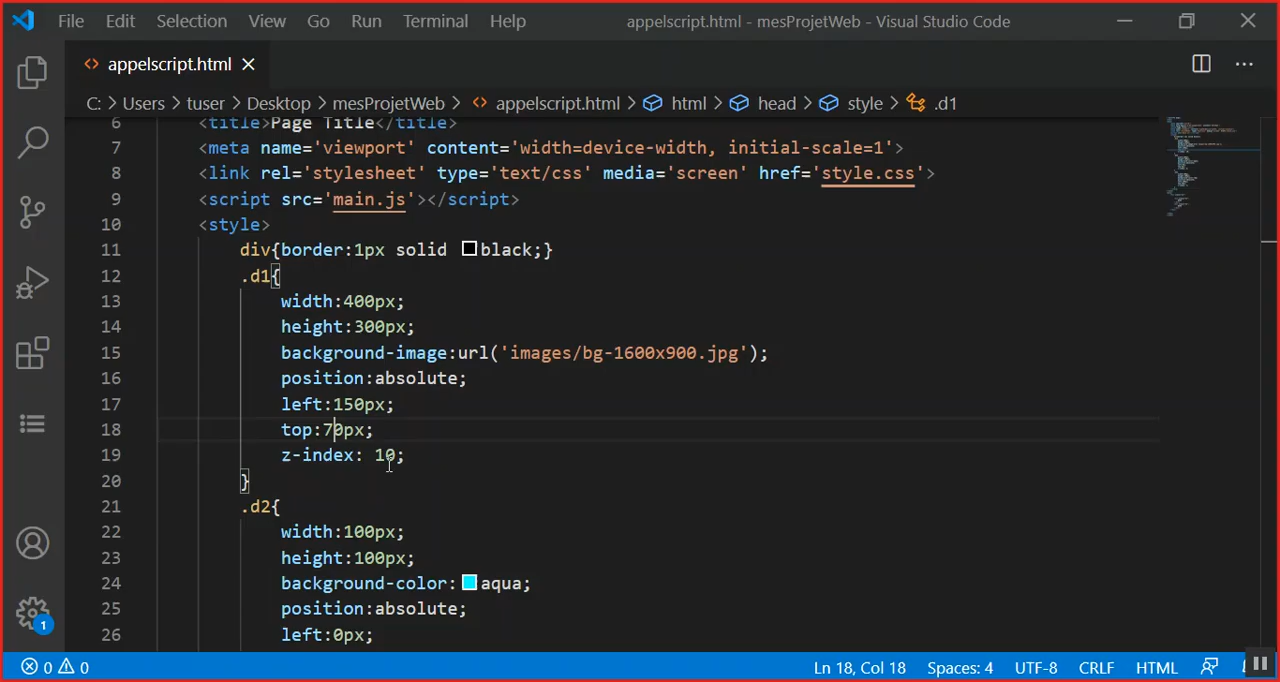 File Edit Selection View Go Run Terminal Help appelscript.html - mesProjetWeb - Visual Studio Code
appelscript.html
C: > Users > tuser > Desktop > mesProjetWeb > appelscript.html > html > head > style > .d1
6 <title>Page Title</title>
7 <meta name='viewport' content='width=device-width, initial-scale=1'>
8 <link rel='stylesheet' type='text/css' media='screen' href='style.css'>
9 <script src='main.js'></script>
10 <style>
11 div{border:1px solid black;}
12 .d1{
13 width:400px;
14 height:300px;
15 background-image:url('images/bg-1600x900.jpg');
16 position:absolute;
17 left:150px;
18 top:70px;
19 z-index: 10;
20 }
21 .d2{
22 width:100px;
23 height:100px;
24 background-color:aqua;
25 position:absolute;
26 left:0px;
1
0 0 Ln 18, Col 18 Spaces: 4 UTF-8 CRLF HTML